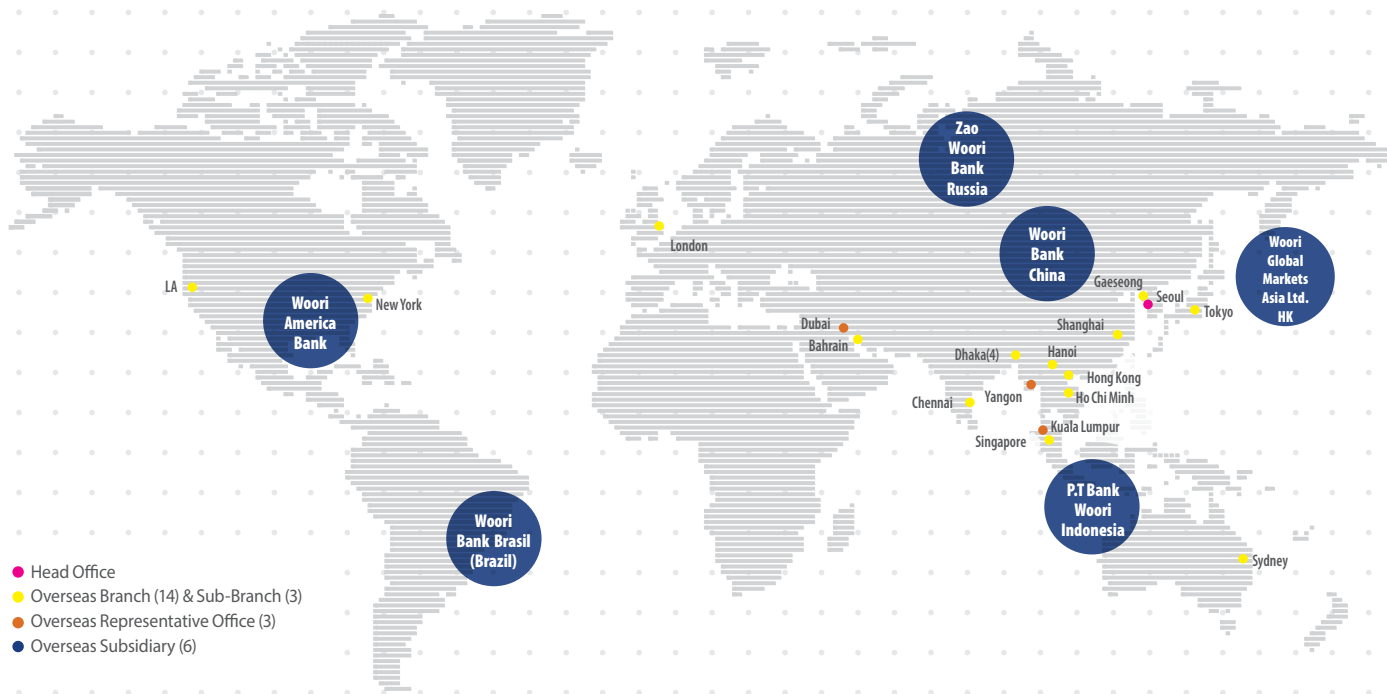 Zao
Woori
Bank
Russia
London
Woori
Bank
China
Woori
Global
Markets
Asia Ltd.
HK
LA
Woori
America
Bank
New York
Gaeseong
Seoul
Tokyo
Dubai
Bahrain
Shanghai
Dhaka(4)
Hanoi
Hong Kong
Chennai
Yangon
Ho Chi Minh
Kuala Lumpur
Singapore
P.T Bank
Woori
Indonesia
Woori
Bank Brasil
(Brazil)
Sydney
Head Office
Overseas Branch (14) & Sub-Branch (3)
Overseas Representative Office (3)
Overseas Subsidiary (6)